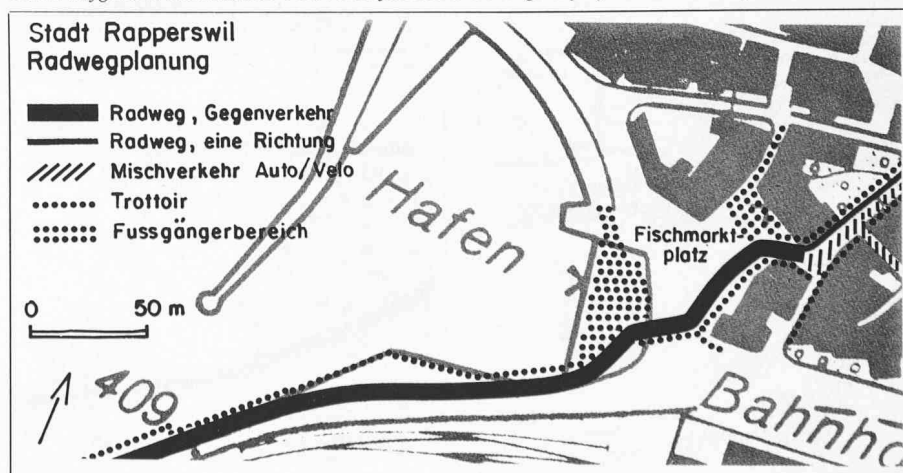 Stadt Rapperswil
Radwegplanung
Radweg, Gegenverkehr
Radweg, eine Richtung
Mischverkehr Auto/Velo
Trottoir
Fussgängerbereich
0 50 m
Hafen
Fischmarkt-
platz
409
Bahnho